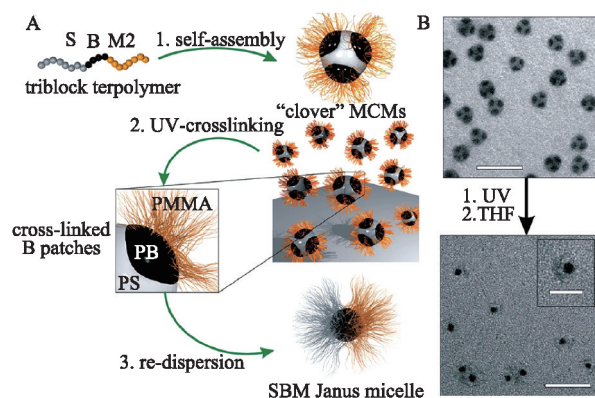 A
B
S B M2
1. self-assembly
triblock terpolymer
"clover" MCMs
2. UV-crosslinking
PMMA
cross-linked
B patches
PB
PS
3. re-dispersion
SBM Janus micelle
1. UV
2. THF